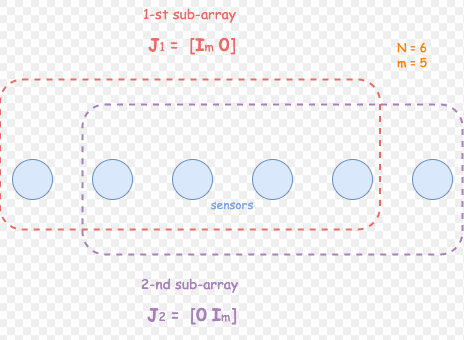 1-st sub-array
J1 = [Im 0]
N = 6
m = 5
sensors
2-nd sub-array
J2 = [0 Im]